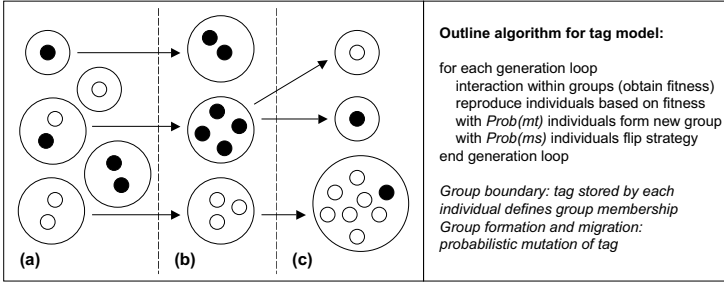 (a)
(b)
(c)
Outline algorithm for tag model:
for each generation loop
interaction within groups (obtain fitness)
reproduce individuals based on fitness
with Prob(mt) individuals form new group
with Prob(ms) individuals flip strategy
end generation loop
Group boundary: tag stored by each
individual defines group membership
Group formation and migration:
probabilistic mutation of tag